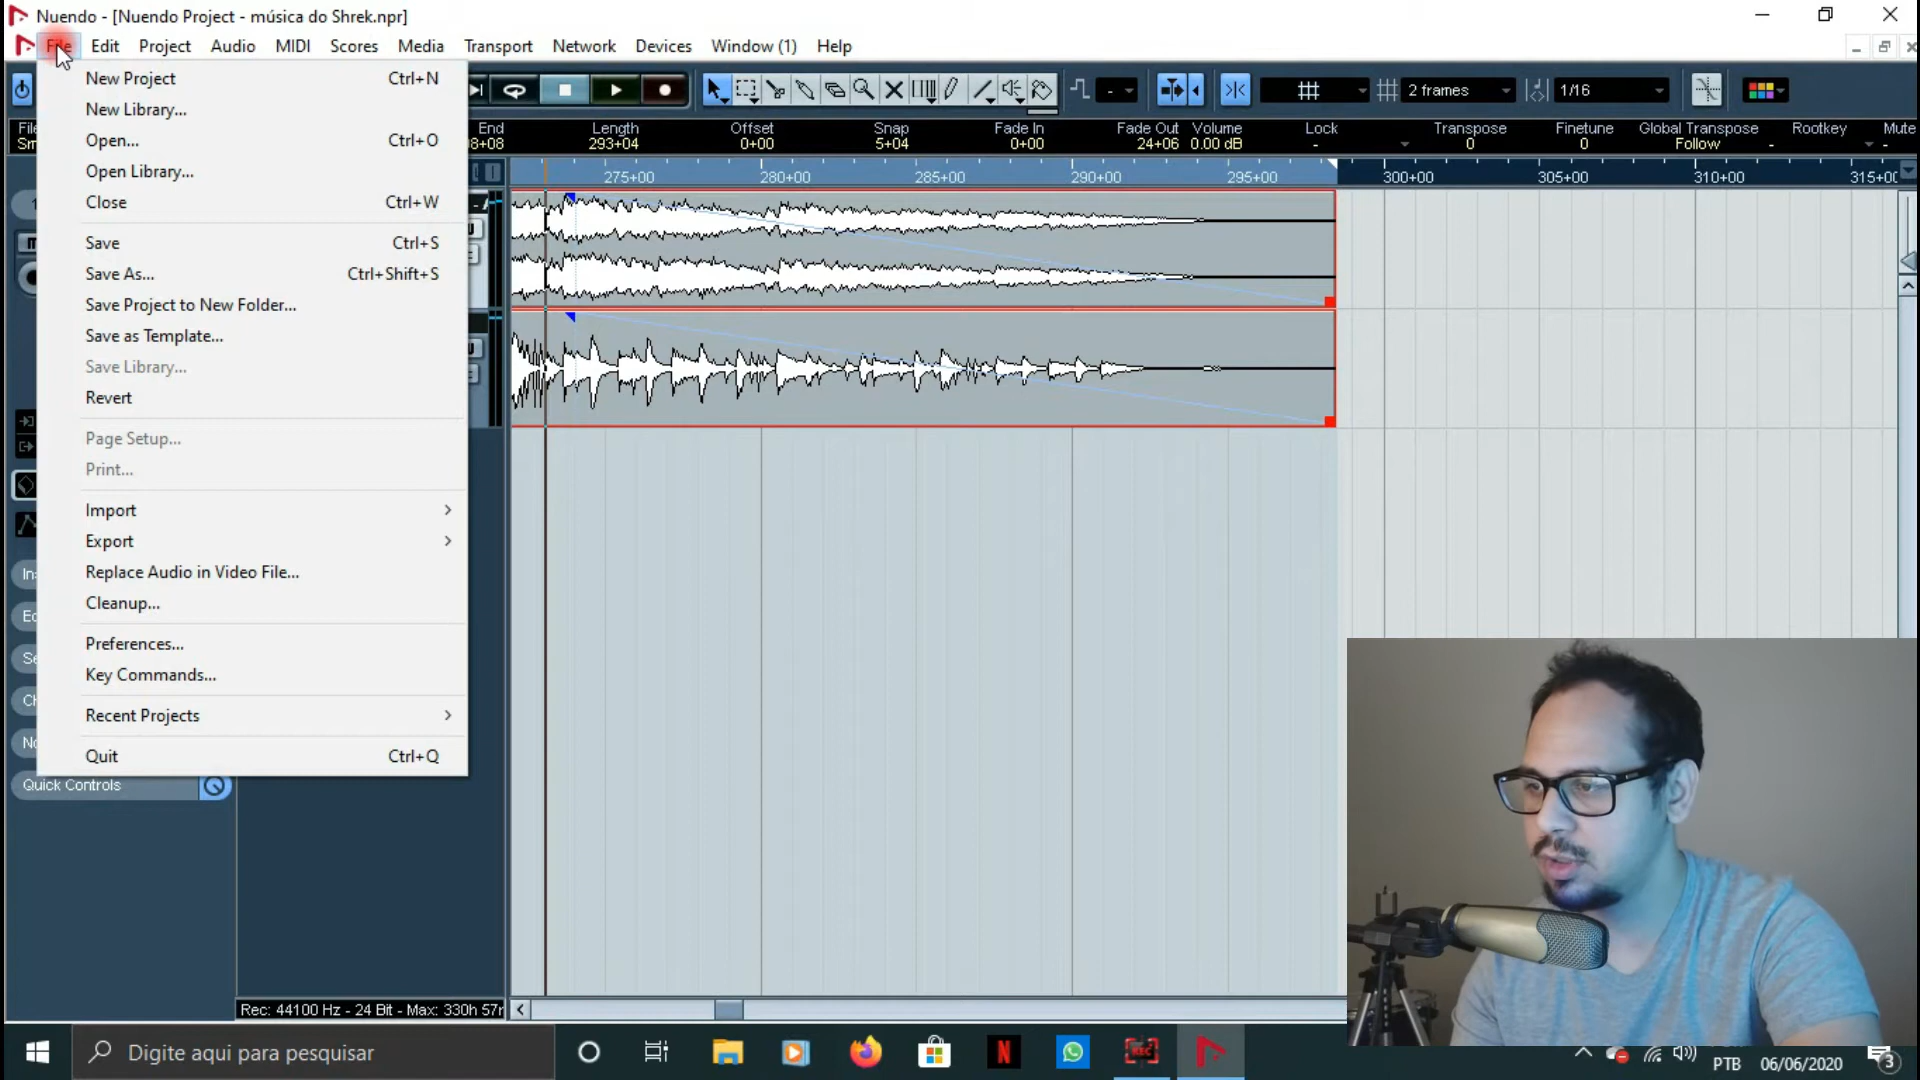 Nuendo - [Nuendo Project - música do Shrek.npr]
File Edit Project Audio MIDI Scores Media Transport Network Devices Window (1) Help
New Project Ctrl+N
New Library...
Open... Ctrl+O
Open Library...
Close Ctrl+W
Save Ctrl+S
Save As... Ctrl+Shift+S
Save Project to New Folder...
Save as Template...
Save Library...
Revert
Page Setup...
Print...
Import
Export
Replace Audio in Video File...
Cleanup...
Preferences...
Key Commands...
Recent Projects
Quit Ctrl+Q
Quick Controls
- 2 frames 1/16
End Length Offset Snap Fade In Fade Out Volume Lock Transpose Finetune Global Transpose Rootkey Mute
8+08 293+04 0+00 5+04 0+00 24+06 0.00 dB - 0 0 Follow - -
275+00 280+00 285+00 290+00 295+00 300+00 305+00 310+00
Rec: 44100 Hz - 24 Bit - Max: 330h
Digite aqui para pesquisar
REC
PTB 06/06/2020 3